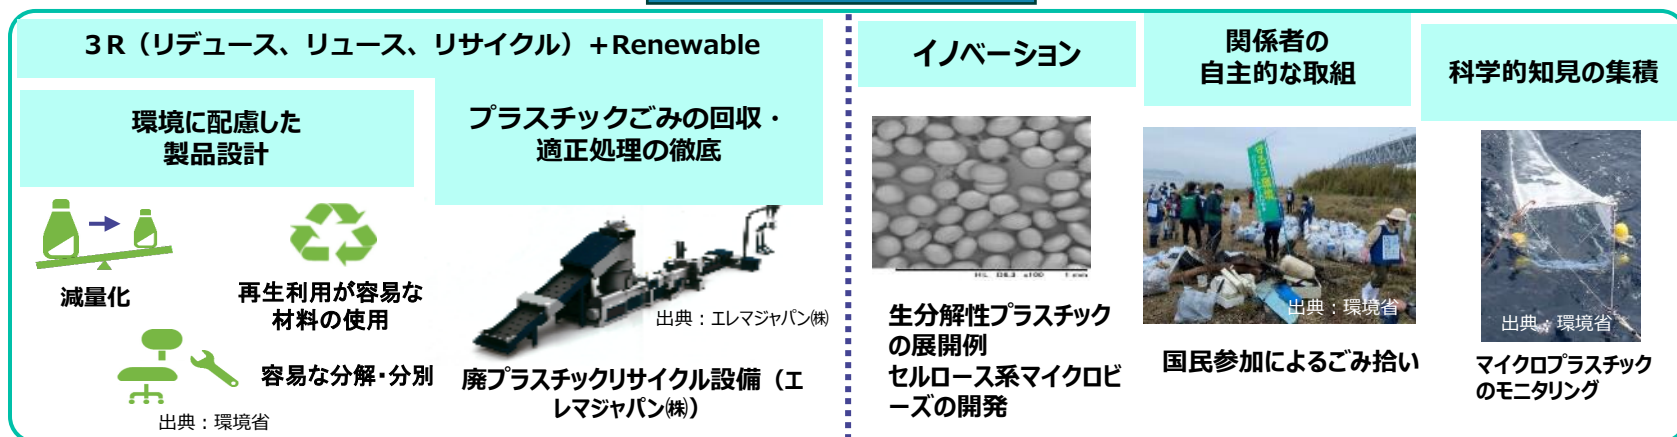 3R（リデュース、リユース、リサイクル）＋Renewable
環境に配慮した
製品設計
減量化
再生利用が容易な
材料の使用
容易な分解・分別
出典：環境省
プラスチックごみの回収・
適正処理の徹底
出典：エレマジャパン㈱
廃プラスチックリサイクル設備（エ
レマジャパン㈱）
イノベーション
1 mm
生分解性プラスチック
の展開例
セルロース系マイクロビ
ーズの開発
関係者の
自主的な取組
出典：環境省
国民参加によるごみ拾い
科学的知見の集積
出典：環境省
マイクロプラスチック
のモニタリング